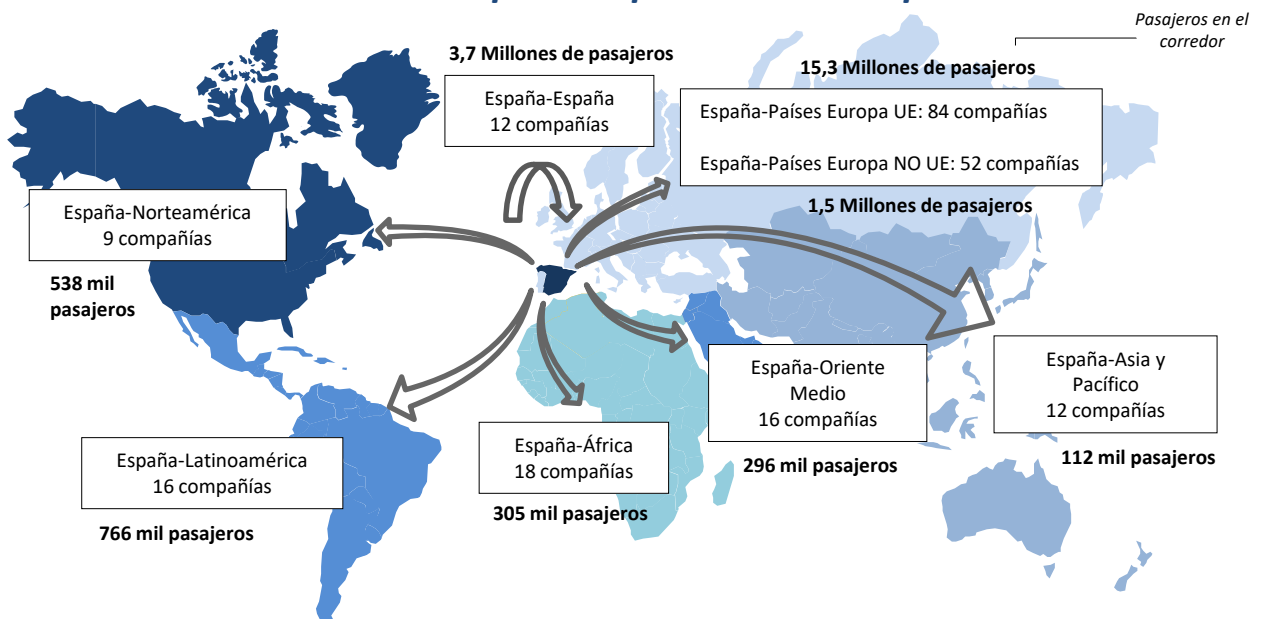 Pasajeros en el
corredor
3,7 Millones de pasajeros
España-España
12 compañías
15,3 Millones de pasajeros
España-Países Europa UE: 84 compañías
España-Países Europa NO UE: 52 compañías
1,5 Millones de pasajeros
España-Norteamérica
9 compañías
538 mil
pasajeros
España-Oriente
Medio
16 compañías
296 mil pasajeros
España-Asia y
Pacífico
12 compañías
112 mil pasajeros
España-África
18 compañías
305 mil pasajeros
España-Latinoamérica
16 compañías
766 mil pasajeros